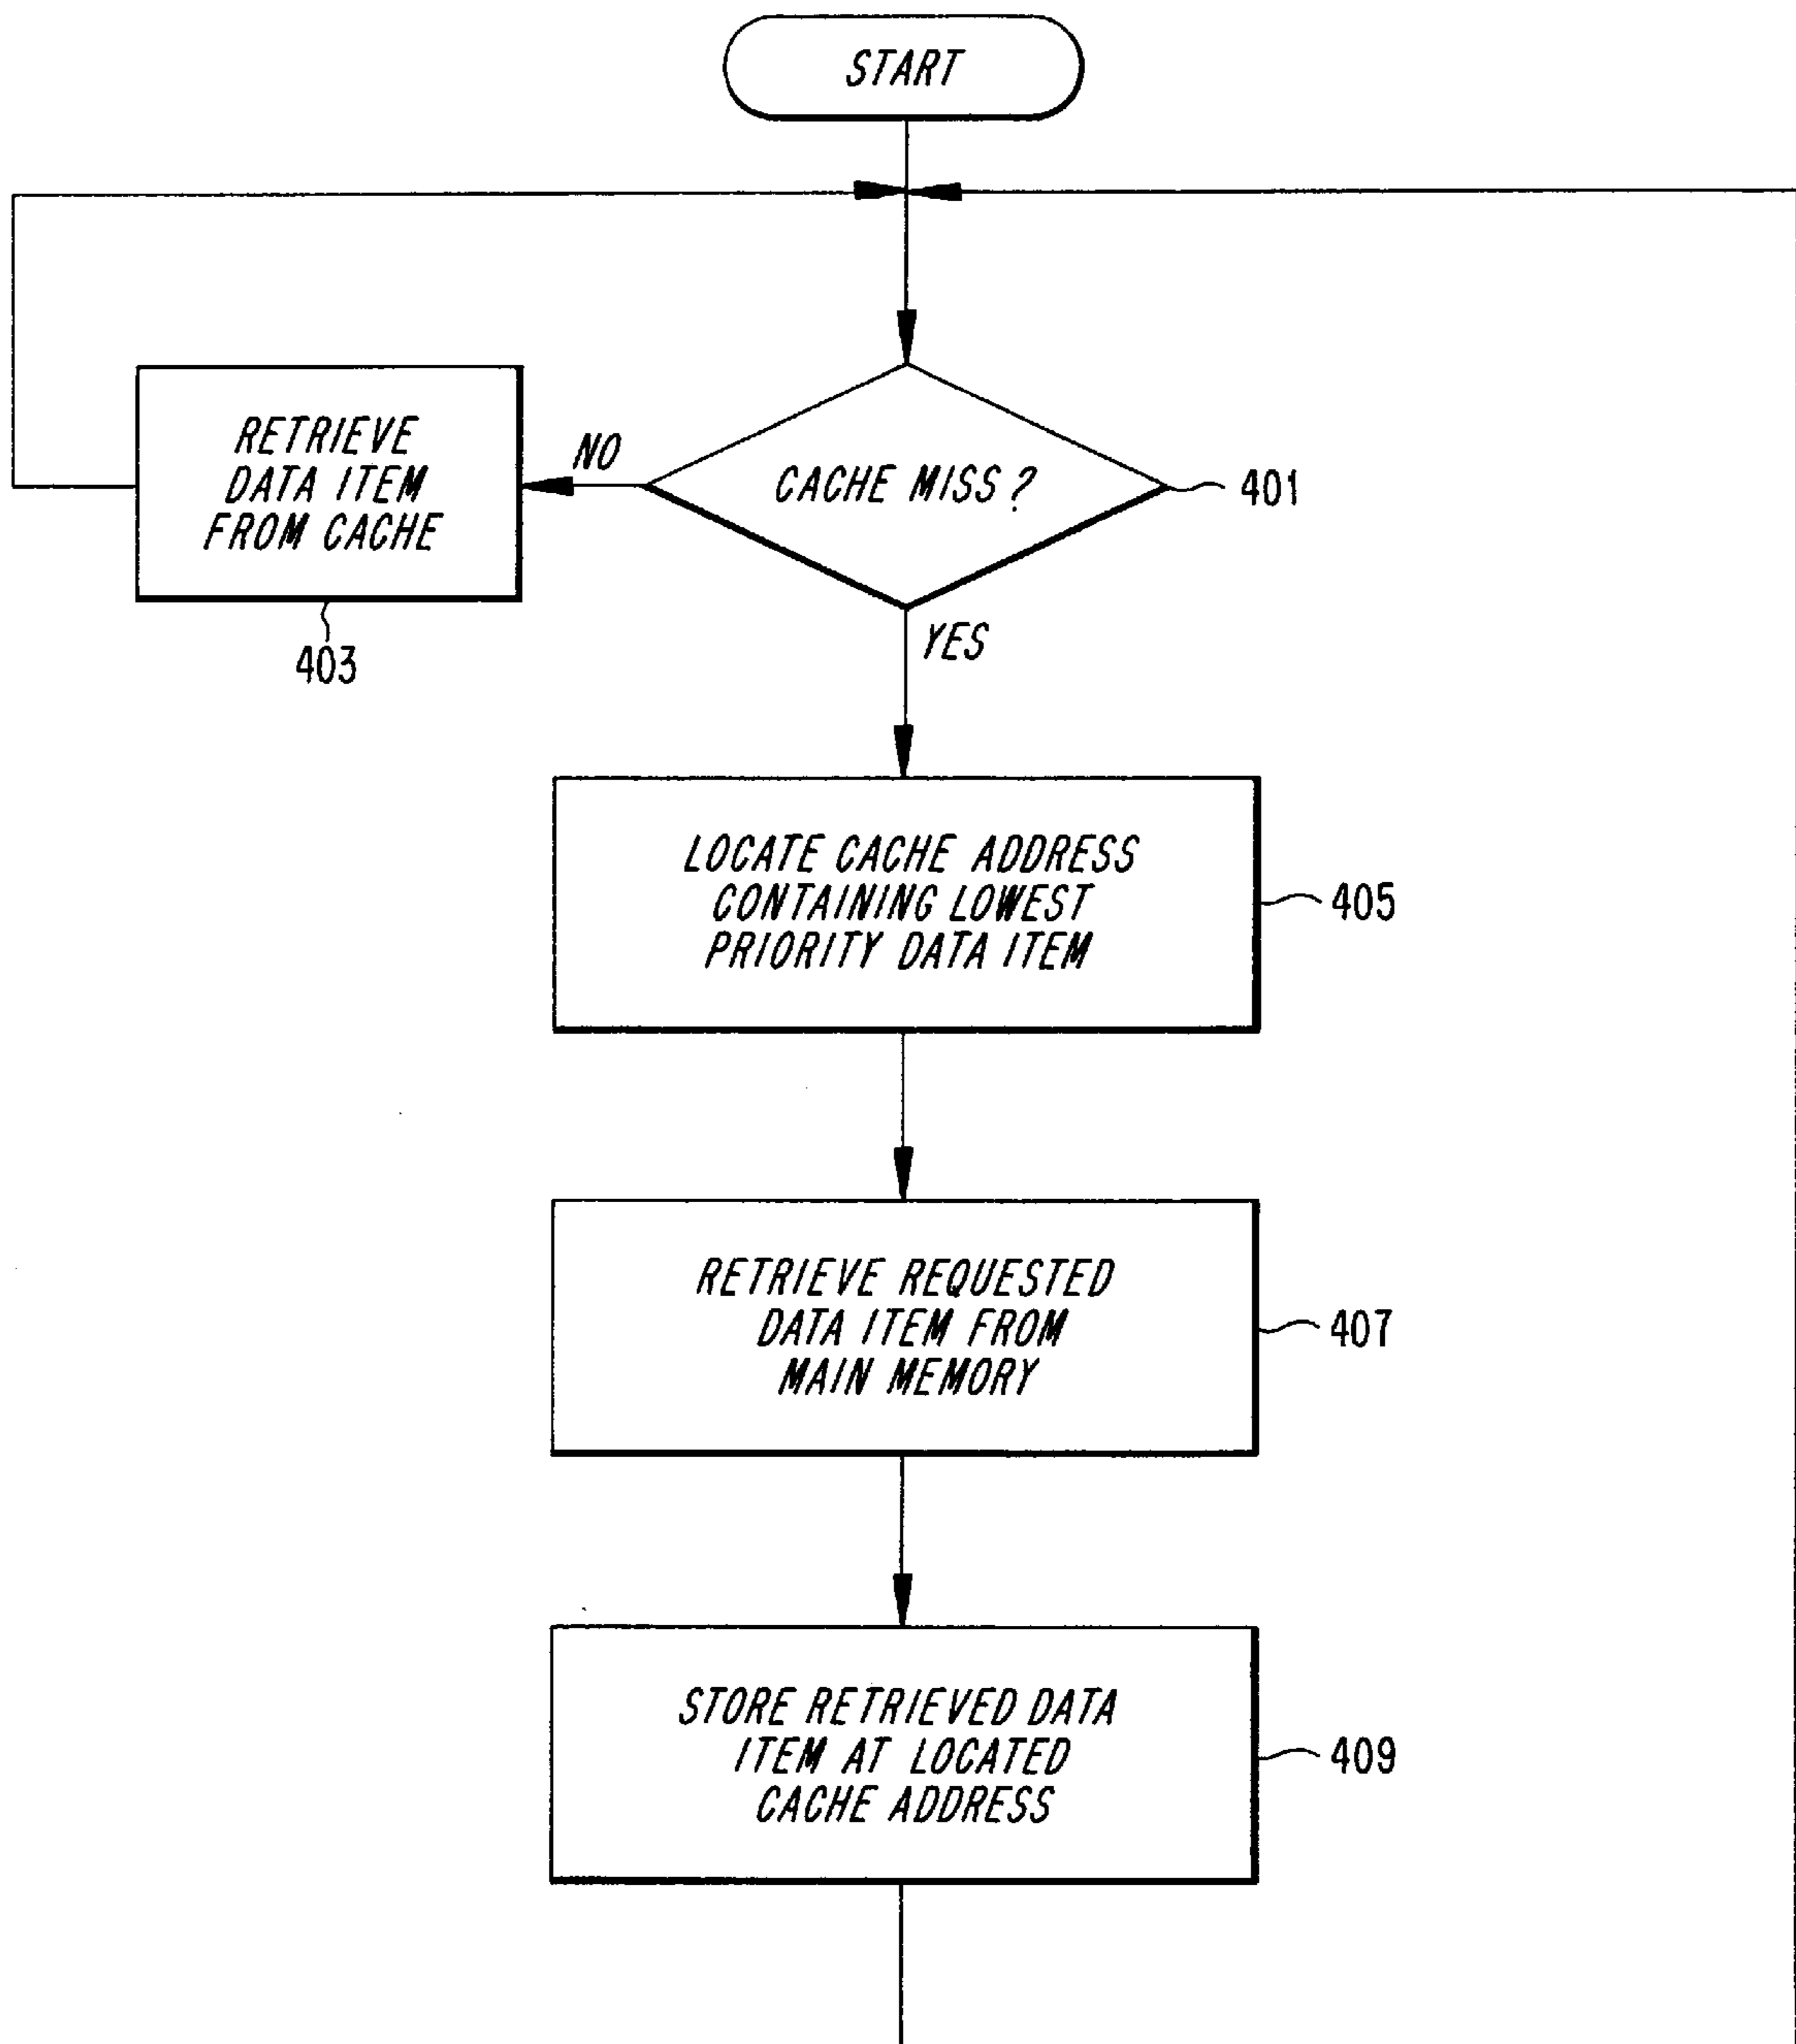 START
RETRIEVE
DATA ITEM
FROM CACHE
403
NO
CACHE MISS?
401
YES
LOCATE CACHE ADDRESS
CONTAINING LOWEST
PRIORITY DATA ITEM
405
RETRIEVE REQUESTED
DATA ITEM FROM
MAIN MEMORY
407
STORE RETRIEVED DATA
ITEM AT LOCATED
CACHE ADDRESS
409